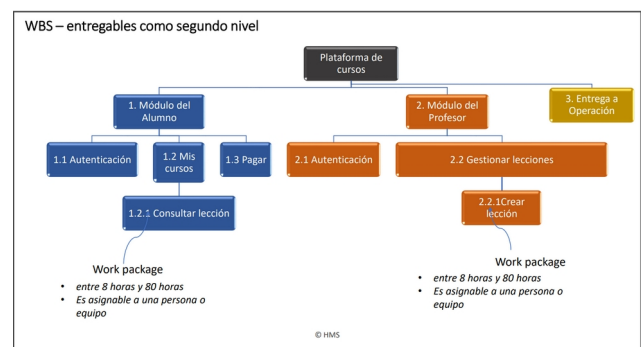 WBS – entregables como segundo nivel
Plataforma de
cursos
1. Módulo del
Alumno
2. Módulo del
Profesor
3. Entrega a
Operación
1.1 Autenticación
1.2 Mis
cursos
1.3 Pagar
2.1 Autenticación
2.2 Gestionar lecciones
1.2.1 Consultar lección
2.2.1Crear
lección
Work package
• entre 8 horas y 80 horas
• Es asignable a una persona o
equipo
Work package
• entre 8 horas y 80 horas
• Es asignable a una persona o
equipo
© HMS